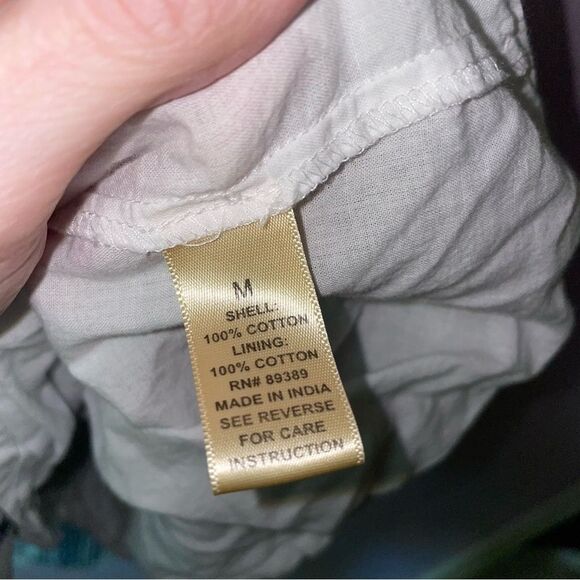 M
SHELL:
100% COTTON
LINING:
100% COTTON
RN# 89389
MADE IN INDIA
SEE REVERSE
FOR CARE
INSTRUCTION